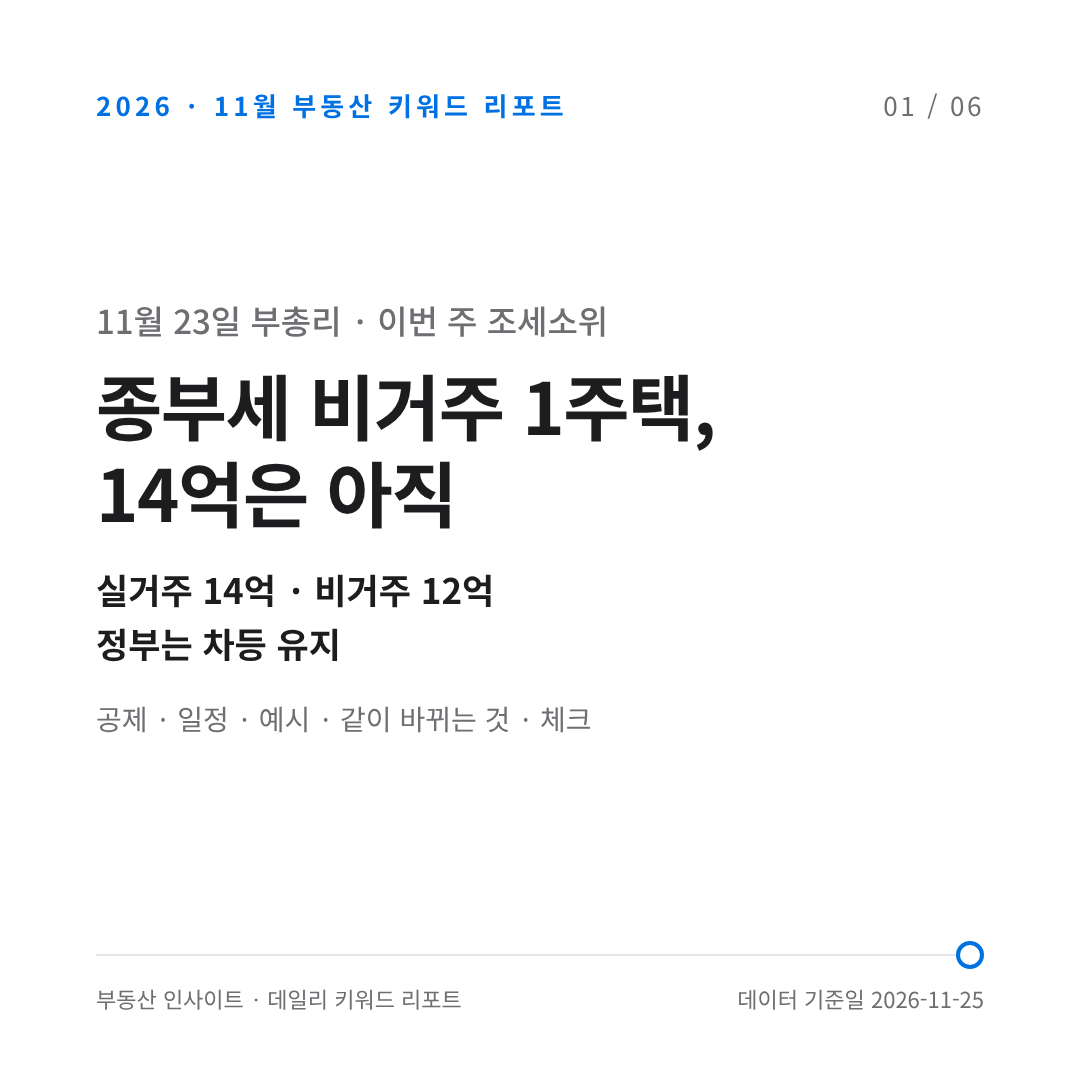 2026 · 11월 부동산 키워드 리포트
01 / 06
11월 23일 부총리 · 이번 주 조세소위
종부세 비거주 1주택,
14억은 아직
실거주 14억 · 비거주 12억
정부는 차등 유지
공제 · 일정 · 예시 · 같이 바뀌는 것 · 체크
부동산 인사이트 · 데일리 키워드 리포트
데이터 기준일 2026-11-25